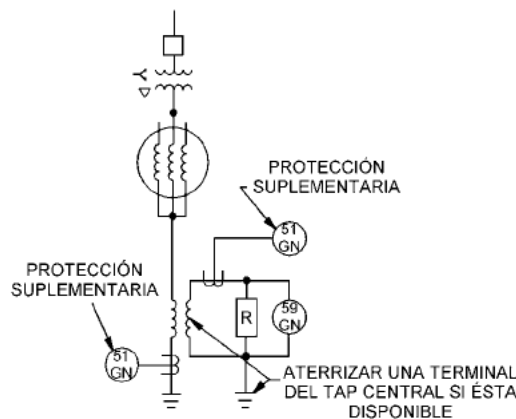 Y
PROTECCIÓN
SUPLEMENTARIA
51
GN
PROTECCIÓN
SUPLEMENTARIA
R
59
GN
51
GN
ATERRIZAR UNA TERMINAL
DEL TAP CENTRAL SI ÉSTA
DISPONIBLE